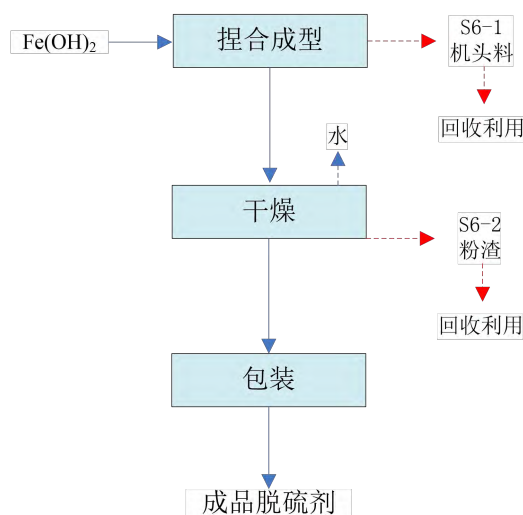 Fe(OH)₂
捏合成型
S6-1
机头料
回收利用
水
干燥
S6-2
粉渣
回收利用
包装
成品脱硫剂